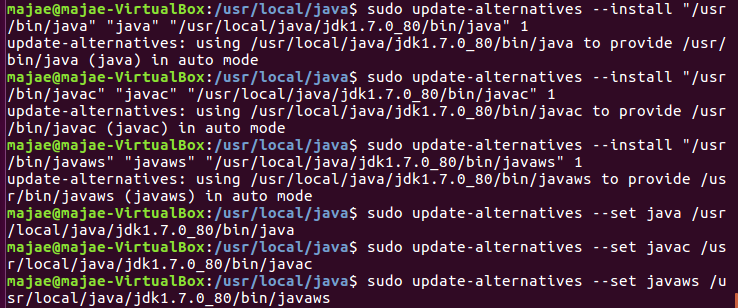 majae@majae-VirtualBox:/usr/local/java$ sudo update-alternatives --install "/usr
/bin/java" "java" "/usr/local/java/jdk1.7.0_80/bin/java" 1
update-alternatives: using /usr/local/java/jdk1.7.0_80/bin/java to provide /usr/
bin/java (java) in auto mode
majae@majae-VirtualBox:/usr/local/java$ sudo update-alternatives --install "/usr
/bin/javac" "javac" "/usr/local/java/jdk1.7.0_80/bin/javac" 1
update-alternatives: using /usr/local/java/jdk1.7.0_80/bin/javac to provide /usr
/bin/javac (javac) in auto mode
majae@majae-VirtualBox:/usr/local/java$ sudo update-alternatives --install "/usr
/bin/javaws" "javaws" "/usr/local/java/jdk1.7.0_80/bin/javaws" 1
update-alternatives: using /usr/local/java/jdk1.7.0_80/bin/javaws to provide /us
r/bin/javaws (javaws) in auto mode
majae@majae-VirtualBox:/usr/local/java$ sudo update-alternatives --set java /usr
/local/java/jdk1.7.0_80/bin/java
majae@majae-VirtualBox:/usr/local/java$ sudo update-alternatives --set javac /us
r/local/java/jdk1.7.0_80/bin/javac
majae@majae-VirtualBox:/usr/local/java$ sudo update-alternatives --set javaws /u
sr/local/java/jdk1.7.0_80/bin/javaws